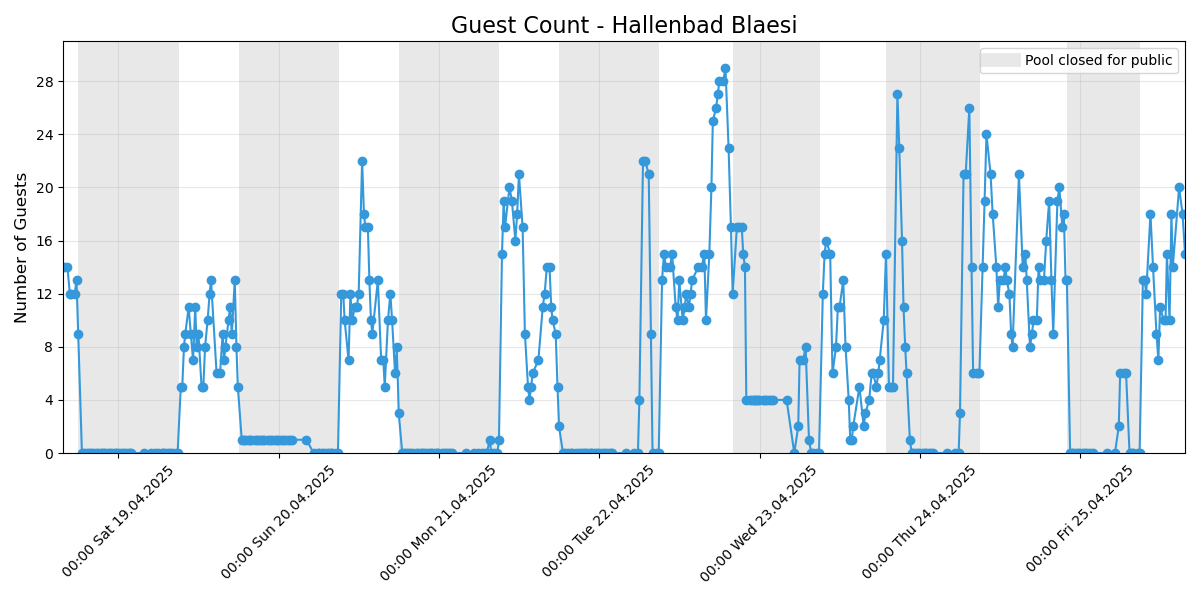 Guest Count - Hallenbad Blaesi
Pool closed for public
Number of Guests
28
24
20
16
12
8
4
0
00:00 Sat 19.04.2025
00:00 Sun 20.04.2025
00:00 Mon 21.04.2025
00:00 Tue 22.04.2025
00:00 Wed 23.04.2025
00:00 Thu 24.04.2025
00:00 Fri 25.04.2025